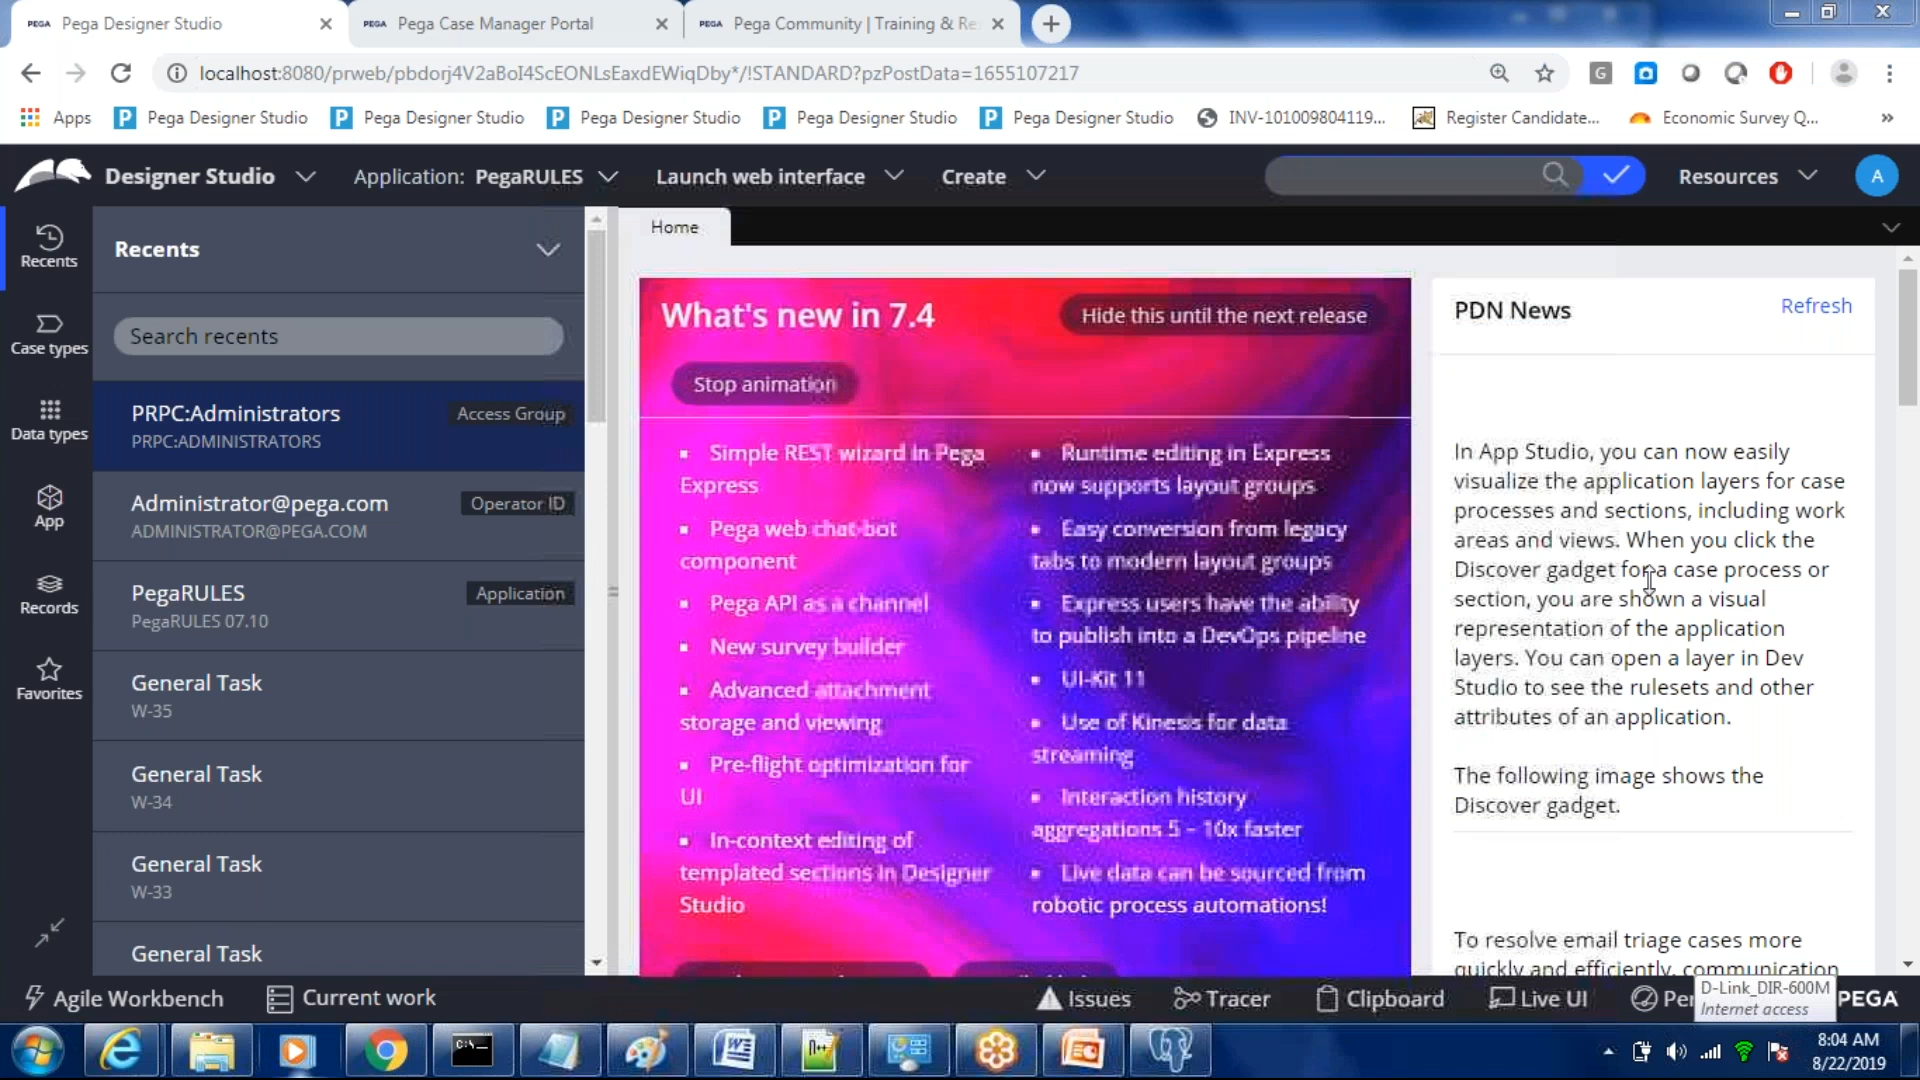 PEGA Pega Designer Studio
PEGA Pega Case Manager Portal
PEGA Pega Community | Training & Re
localhost:8080/prweb/pbdorj4V2aBoI4ScEONLsEaxdEWiqDby*/!STANDARD?pzPostData=1655107217
Apps
Pega Designer Studio
Pega Designer Studio
Pega Designer Studio
Pega Designer Studio
Pega Designer Studio
INV-101009804119...
Register Candidate...
Economic Survey Q...
Designer Studio
Application: PegaRULES
Launch web interface
Create
Resources
A
Recents
Case types
Data types
App
Records
Favorites
Recents
Search recents
PRPC:Administrators
Access Group
PRPC:ADMINISTRATORS
Administrator@pega.com
Operator ID
ADMINISTRATOR@PEGA.COM
PegaRULES
Application
PegaRULES 07.10
General Task
W-35
General Task
W-34
General Task
W-33
General Task
Home
What's new in 7.4
Hide this until the next release
Stop animation
Simple REST wizard in Pega
Express
Pega web chat-bot
component
Pega API as a channel
New survey builder
Advanced attachment
storage and viewing
Pre-flight optimization for
UI
In-context editing of
templated sections in Designer
Studio
Runtime editing in Express
now supports layout groups
Easy conversion from legacy
tabs to modern layout groups
Express users have the ability
to publish into a DevOps pipeline
UI-Kit 11
Use of Kinesis for data
streaming
Interaction history
aggregations 5 – 10x faster
Live data can be sourced from
robotic process automations!
PDN News
Refresh
In App Studio, you can now easily
visualize the application layers for case
processes and sections, including work
areas and views. When you click the
Discover gadget for a case process or
section, you are shown a visual
representation of the application
layers. You can open a layer in Dev
Studio to see the rulesets and other
attributes of an application.
The following image shows the
Discover gadget.
To resolve email triage cases more
quickly and efficiently, communication
Agile Workbench
Current work
Issues
Tracer
Clipboard
Live UI
Pe
PEGA
D-Link_DIR-600M
Internet access
8:04 AM
8/22/2019